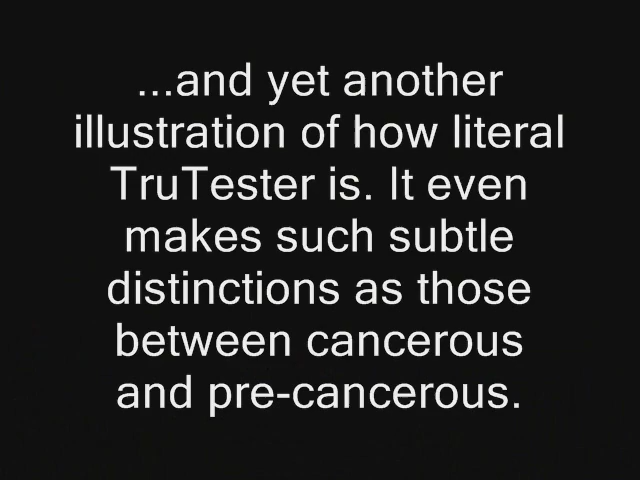 ...and yet another
illustration of how literal
TruTester is. It even
makes such subtle
distinctions as those
between cancerous
and pre-cancerous.